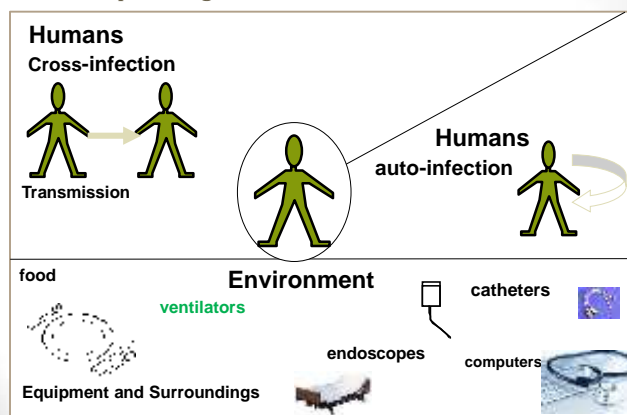 Humans
Cross-infection
Transmission
Humans
auto-infection
Environment
food
ventilators
catheters
endoscopes
computers
Equipment and Surroundings